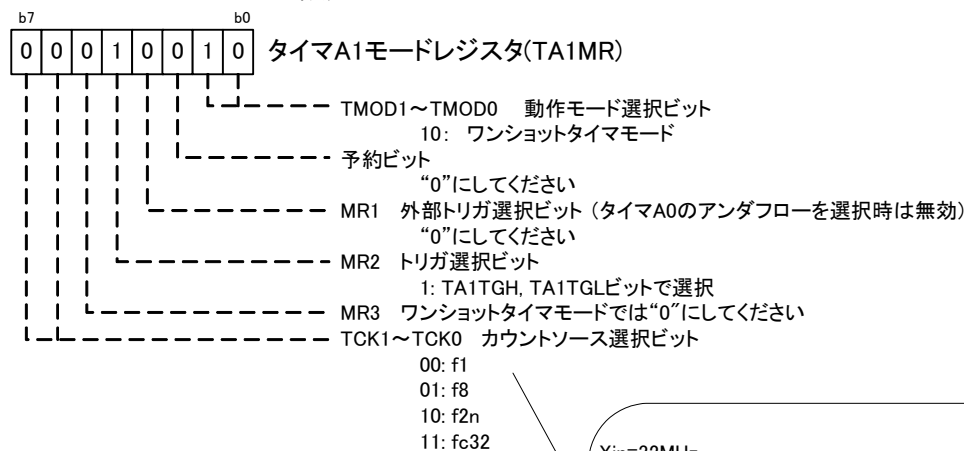 b7 b0
0 0 0 1 0 0 1 0 タイマA1モードレジスタ(TA1MR)
TMOD1～TMOD0 動作モード選択ビット
10: ワンショットタイマモード
予約ビット
“0”にしてください
MR1 外部トリガ選択ビット (タイマA0のアンダフローを選択時は無効)
“0”にしてください
MR2 トリガ選択ビット
1: TA1TGH, TA1TGLビットで選択
MR3 ワンショットタイマモードでは“0”にしてください
TCK1～TCK0 カウントソース選択ビット
00: f1
01: f8
10: f2n
11: fc32